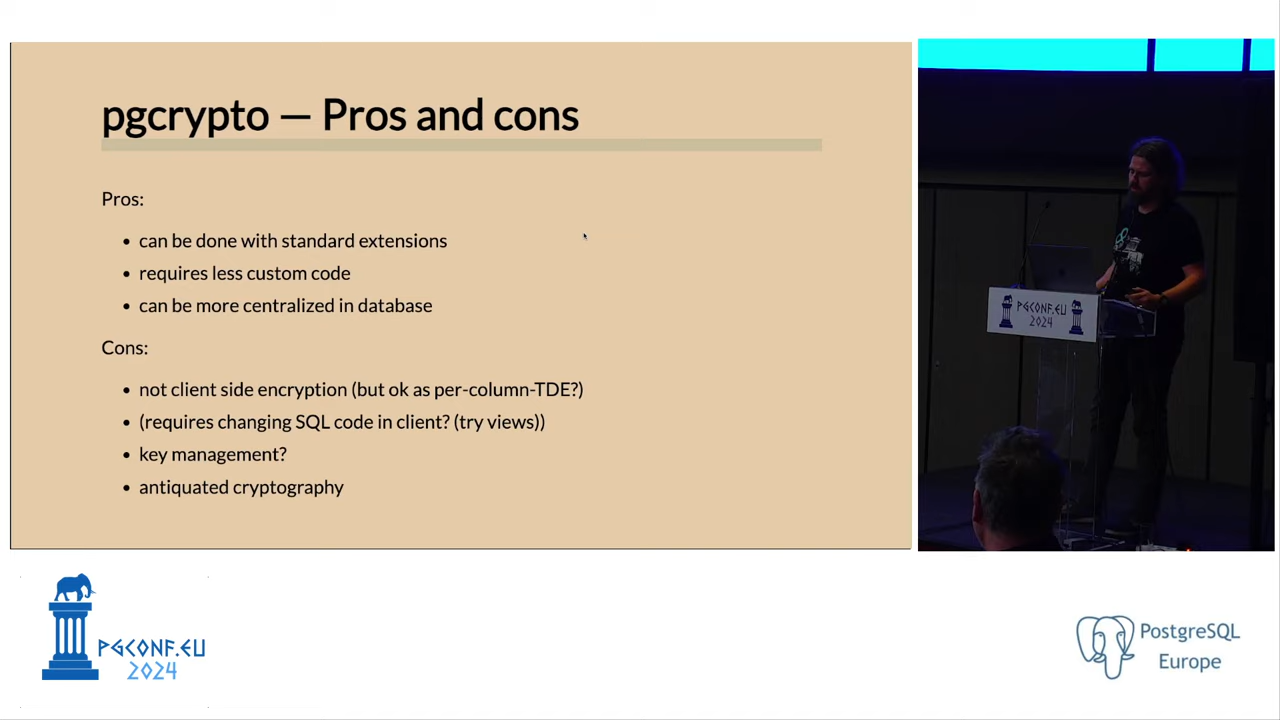 pgcrypto — Pros and cons
Pros:
• can be done with standard extensions
• requires less custom code
• can be more centralized in database
Cons:
• not client side encryption (but ok as per-column-TDE?)
• (requires changing SQL code in client? (try views))
• key management?
• antiquated cryptography
PGCONF.EU
2024
PGCONF.EU
2024
PostgreSQL
Europe